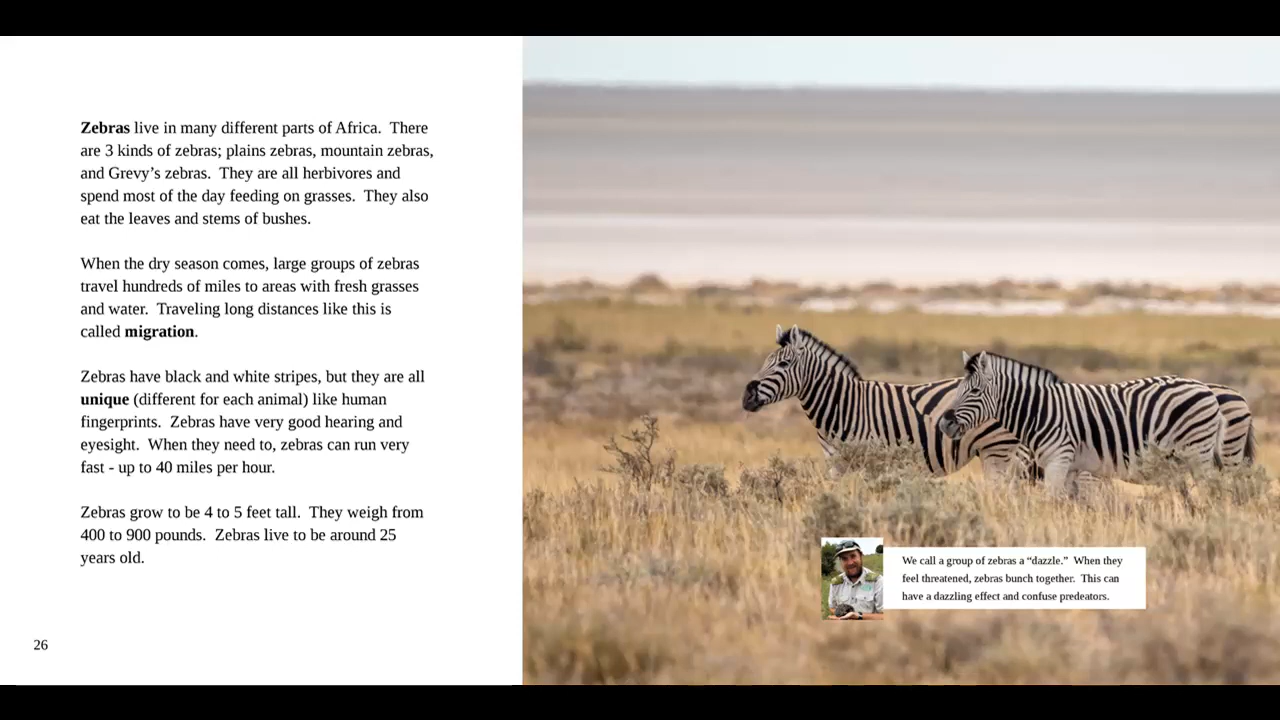 Zebras live in many different parts of Africa.  There
are 3 kinds of zebras; plains zebras, mountain zebras,
and Grevy’s zebras.  They are all herbivores and
spend most of the day feeding on grasses.  They also
eat the leaves and stems of bushes.
When the dry season comes, large groups of zebras
travel hundreds of miles to areas with fresh grasses
and water.  Traveling long distances like this is
called migration.
Zebras have black and white stripes, but they are all
unique (different for each animal) like human
fingerprints.  Zebras have very good hearing and
eyesight.  When they need to, zebras can run very
fast - up to 40 miles per hour.
Zebras grow to be 4 to 5 feet tall.  They weigh from
400 to 900 pounds.  Zebras live to be around 25
years old.
26
We call a group of zebras a “dazzle.”  When they
feel threatened, zebras bunch together.  This can
have a dazzling effect and confuse predeators.